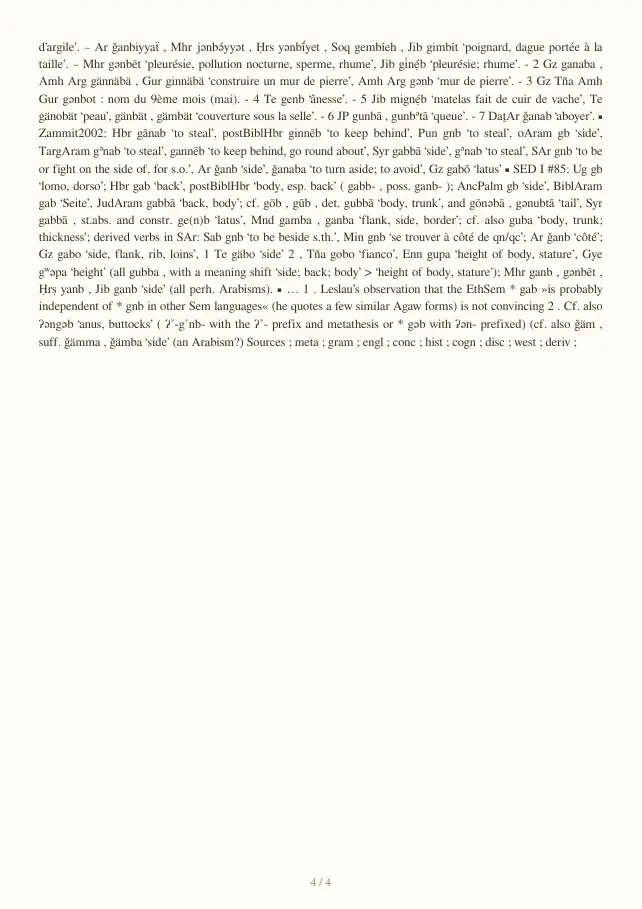 d’argile’. – Ar ǧanbiyyaẗ , Mhr jənbə́yyət , Ḥrs yənbī́yet , Soq gembíeh , Jib gimbít ‘poignard, dague portée à la
taille’. – Mhr gənbēt ‘pleurésie, pollution nocturne, sperme, rhume’, Jib ginę́b ‘pleurésie; rhume’. - 2 Gz ganaba ,
Amh Arg gännäbä , Gur ginnäbä ‘construire un mur de pierre’, Amh Arg gənb ‘mur de pierre’. - 3 Gz Tña Amh
Gur gənbot : nom du 9ème mois (mai). - 4 Te genb ‘ânesse’. - 5 Jib mignę́b ‘matelas fait de cuir de vache’, Te
gänobät ‘peau’, gänbät , gämbät ‘couverture sous la selle’. - 6 JP gunbā , gunbᵊtā ‘queue’. - 7 DaṯAr ǧanab ‘aboyer’. ▪
Zammit2002: Hbr gānab ‘to steal’, postBiblHbr ginnēb ‘to keep behind’, Pun gnb ‘to steal’, oAram gb ‘side’,
TargAram gᵊnab ‘to steal’, gannēb ‘to keep behind, go round about’, Syr gabbā ‘side’, gᵊnab ‘to steal’, SAr gnb ‘to be
or fight on the side of, for s.o.’, Ar ǧanb ‘side’, ǧanaba ‘to turn aside; to avoid’, Gz gabō ‘latus’ ▪ SED I #85: Ug gb
‘lomo, dorso’; Hbr gab ‘back’, postBiblHbr ‘body, esp. back’ ( gabb- , poss. ganb- ); AncPalm gb ‘side’, BiblAram
gab ‘Seite’, JudAram gabbā ‘back, body’; cf. gōb , gūb , det. gubbā ‘body, trunk’, and gōnəbā , gənubtā ‘tail’, Syr
gabbā , st.abs. and constr. ge(n)b ‘latus’, Mnd gamba , ganba ‘flank, side, border’; cf. also guba ‘body, trunk;
thickness’; derived verbs in SAr: Sab gnb ‘to be beside s.th.’, Min gnb ‘se trouver à côté de qn/qc’; Ar ǧanb ‘côté’;
Gz gabo ‘side, flank, rib, loins’, 1 Te gäbo ‘side’ 2 , Tña gobo ‘fianco’, Enn gupa ‘height of body, stature’, Gye
gʷəpa ‘height’ (all gubba , with a meaning shift ‘side; back; body’ > ‘height of body, stature’); Mhr ganb , gənbēt ,
Ḥrṣ yanb , Jib ganb ‘side’ (all perh. Arabisms). ▪ … 1 . Leslau’s observation that the EthSem * gab »is probably
independent of * gnb in other Sem languages« (he quotes a few similar Agaw forms) is not convincing 2 . Cf. also
ʔəngəb ‘anus, buttocks’ ( ʔ˅-g˅nb- with the ʔ˅- prefix and metathesis or * gəb with ʔən- prefixed) (cf. also ǧäm ,
suff. ǧämma , ǧämba ‘side’ (an Arabism?) Sources ; meta ; gram ; engl ; conc ; hist ; cogn ; disc ; west ; deriv ;
4 / 4